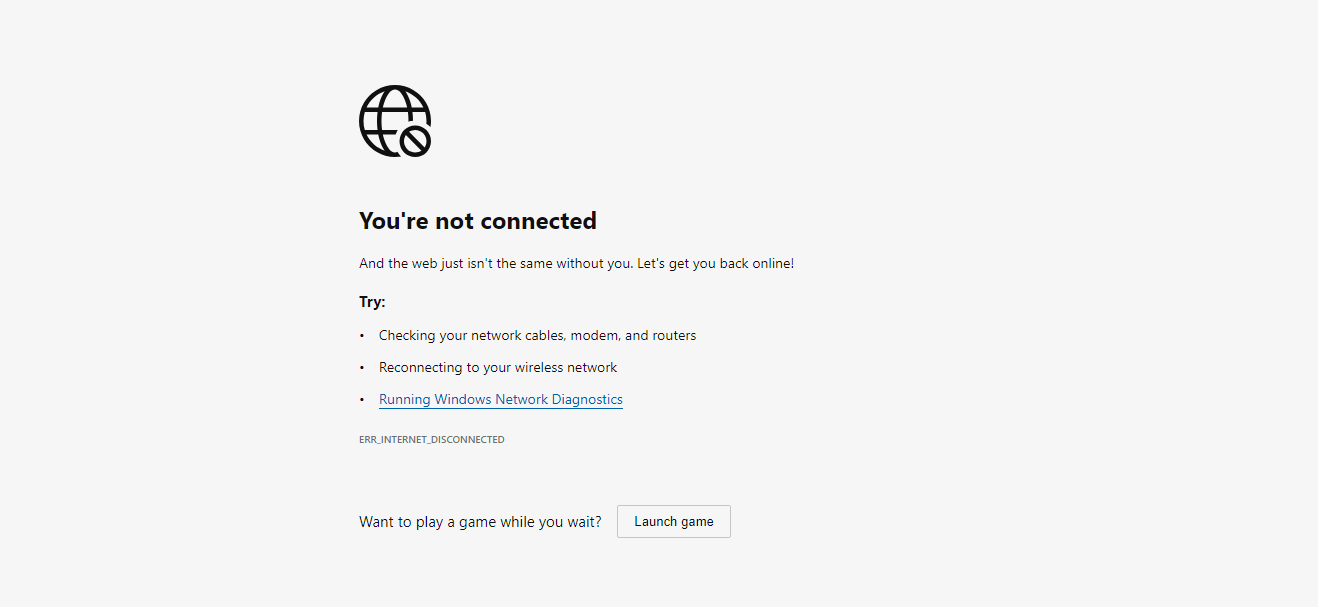 You're not connected
And the web just isn't the same without you. Let's get you back online!
Try:
• Checking your network cables, modem, and routers
• Reconnecting to your wireless network
• Running Windows Network Diagnostics
ERR_INTERNET_DISCONNECTED
Want to play a game while you wait? Launch game